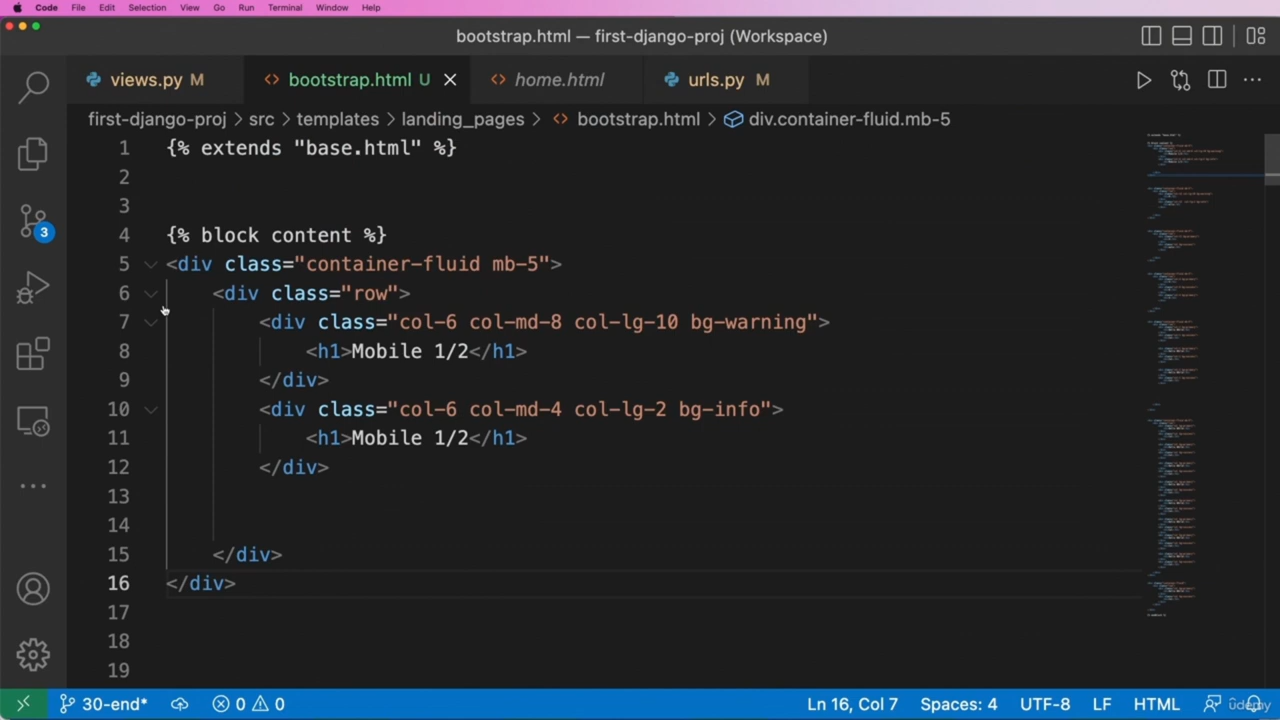 Code File Edit Selection View Go Run Terminal Window Help
bootstrap.html — first-django-proj (Workspace)
views.py M bootstrap.html U home.html urls.py M
first-django-proj > src > templates > landing_pages > bootstrap.html > div.container-fluid.mb-5
1 {% extends "base.html" %}
2
3
4 {% block content %}
5 <div class="container-fluid mb-5">
6 <div class="row">
7 <div class="col-6 col-md-8 col-lg-10 bg-warning">
8 <h1>Mobile 1/2</h1>
9 </div>
10 <div class="col-6 col-md-4 col-lg-2 bg-info">
11 <h1>Mobile 1/2</h1>
12 </div>
13
14
15 </div>
16 </div>
17
18
19
3
30-end* 0 0 Ln 16, Col 7 Spaces: 4 UTF-8 LF HTML
udemy